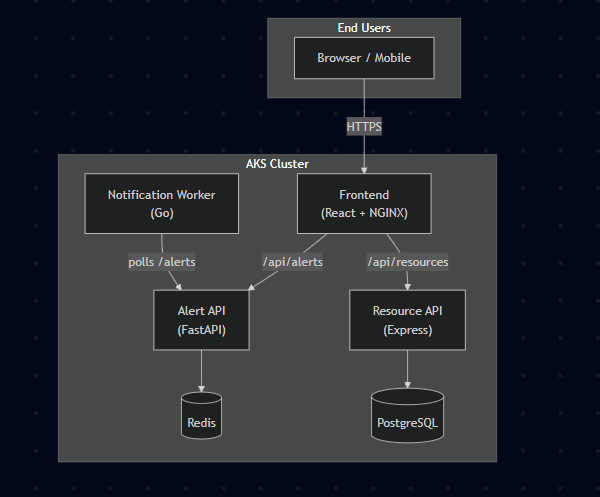 End Users
Browser / Mobile
HTTPS
AKS Cluster
Notification Worker
(Go)
Frontend
(React + NGINX)
polls /alerts
/api/alerts
/api/resources
Alert API
(FastAPI)
Resource API
(Express)
Redis
PostgreSQL